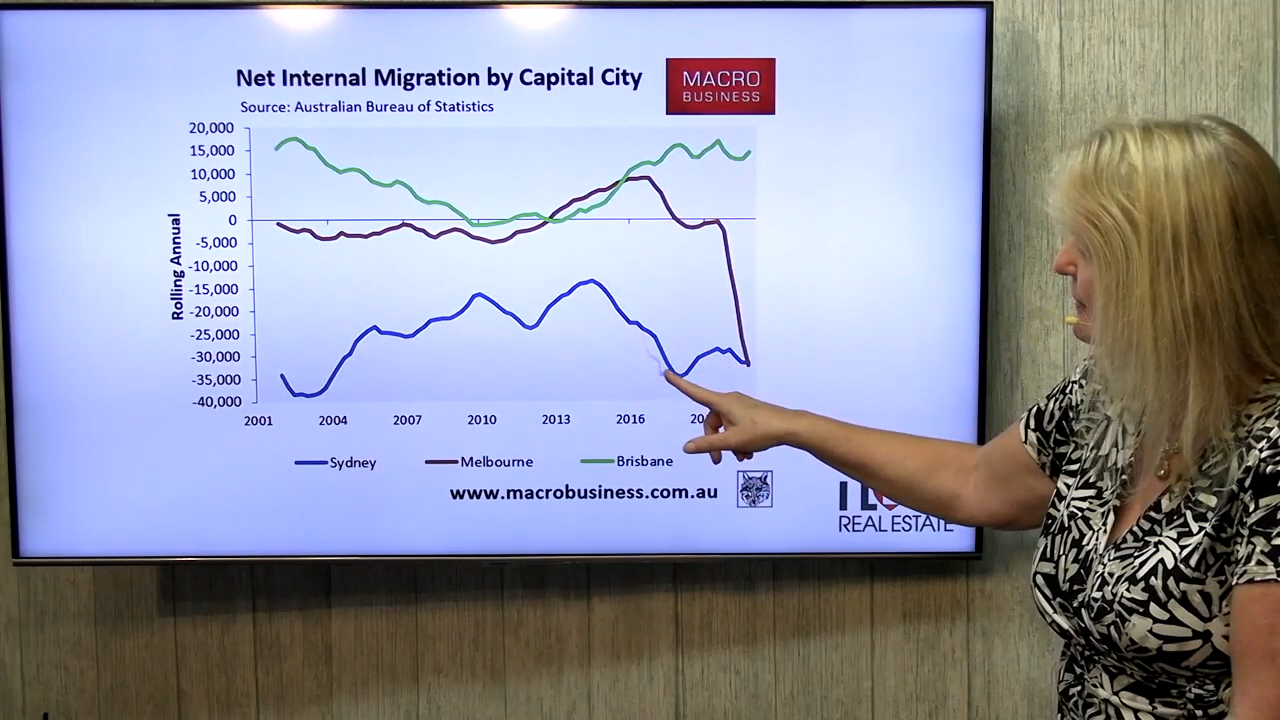 Net Internal Migration by Capital City
Source: Australian Bureau of Statistics
MACRO
BUSINESS
20,000
15,000
10,000
5,000
0
-5,000
-10,000
-15,000
-20,000
-25,000
-30,000
-35,000
-40,000
Rolling Annual
2001 2004 2007 2010 2013 2016
Sydney Melbourne Brisbane
www.macrobusiness.com.au
REAL ESTATE